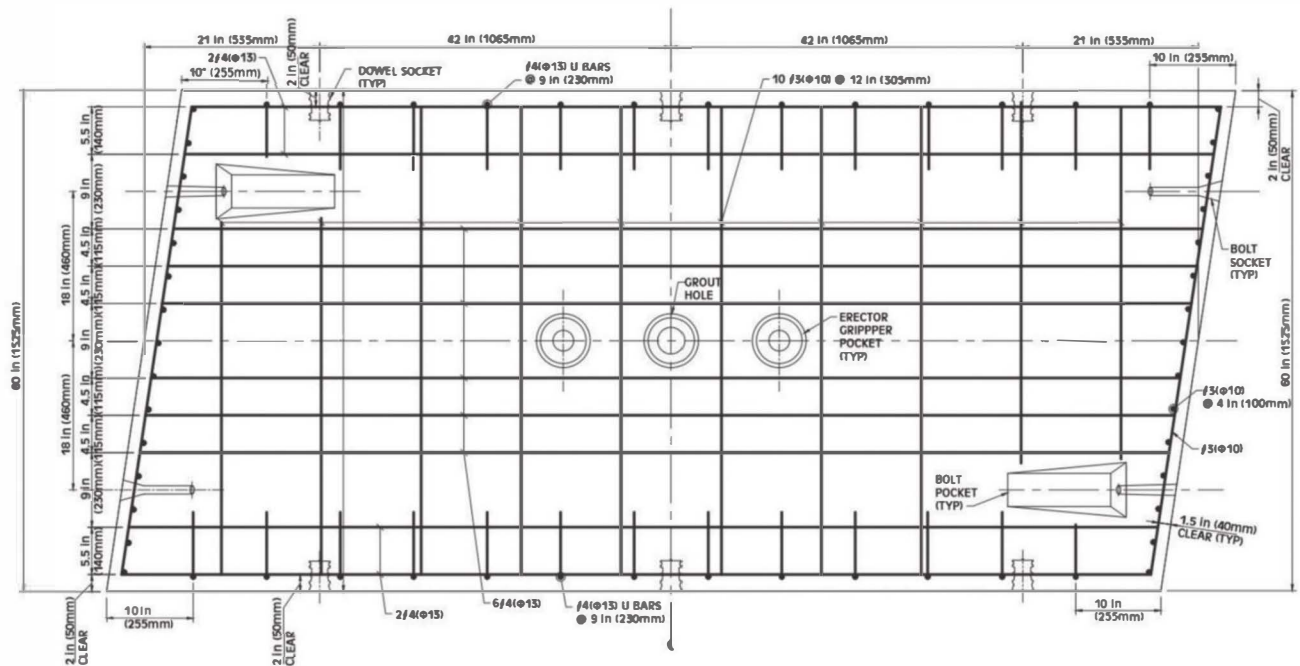 21 in (535mm)
42 in (1065mm)
42 in (1065mm)
21 in (535mm)
2#4(Φ13)
10" (255mm)
2 in (50mm)
CLEAR
DOWEL SOCKET
(TYP)
#4(Φ13) U BARS
@ 9 in (230mm)
10 #3(Φ10) @ 12 in (305mm)
10 in (255mm)
2 in (50mm)
CLEAR
60 in (1525mm)
18 in (460mm)
18 in (460mm)
5.5 in
(140mm)
9 in
(230mm)
4.5 in
(115mm)
4.5 in
(115mm)
9 in
(230mm)
4.5 in
(115mm)
4.5 in
(115mm)
9 in
(230mm)
5.5 in
(140mm)
GROUT
HOLE
ERECTOR
GRIPPPER
POCKET
(TYP)
BOLT
SOCKET
(TYP)
60 in (1525mm)
#3(Φ10)
@ 4 in (100mm)
#3(Φ10)
BOLT
POCKET
(TYP)
1.5 in (40mm)
CLEAR (TYP)
2 in (50mm)
CLEAR
10 in
(255mm)
2 in (50mm)
CLEAR
2#4(Φ13)
6#4(Φ13)
#4(Φ13) U BARS
@ 9 in (230mm)
10 in
(255mm)